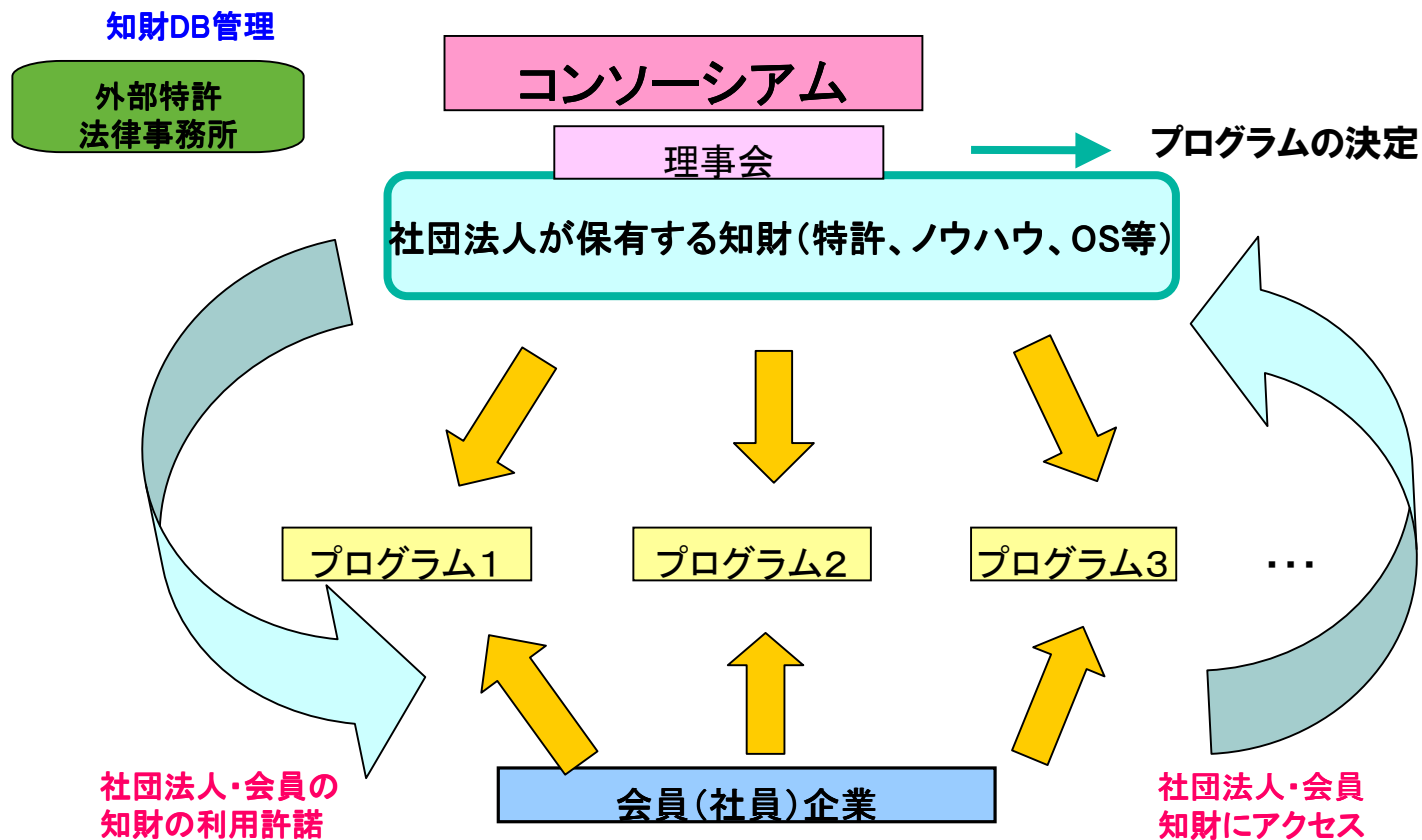 知財DB管理
外部特許
法律事務所
コンソーシアム
理事会
プログラムの決定
社団法人が保有する知財(特許、ノウハウ、OS等)
プログラム1
プログラム2
プログラム3
・・・
会員(社員)企業
社団法人・会員の
知財の利用許諾
社団法人・会員
知財にアクセス